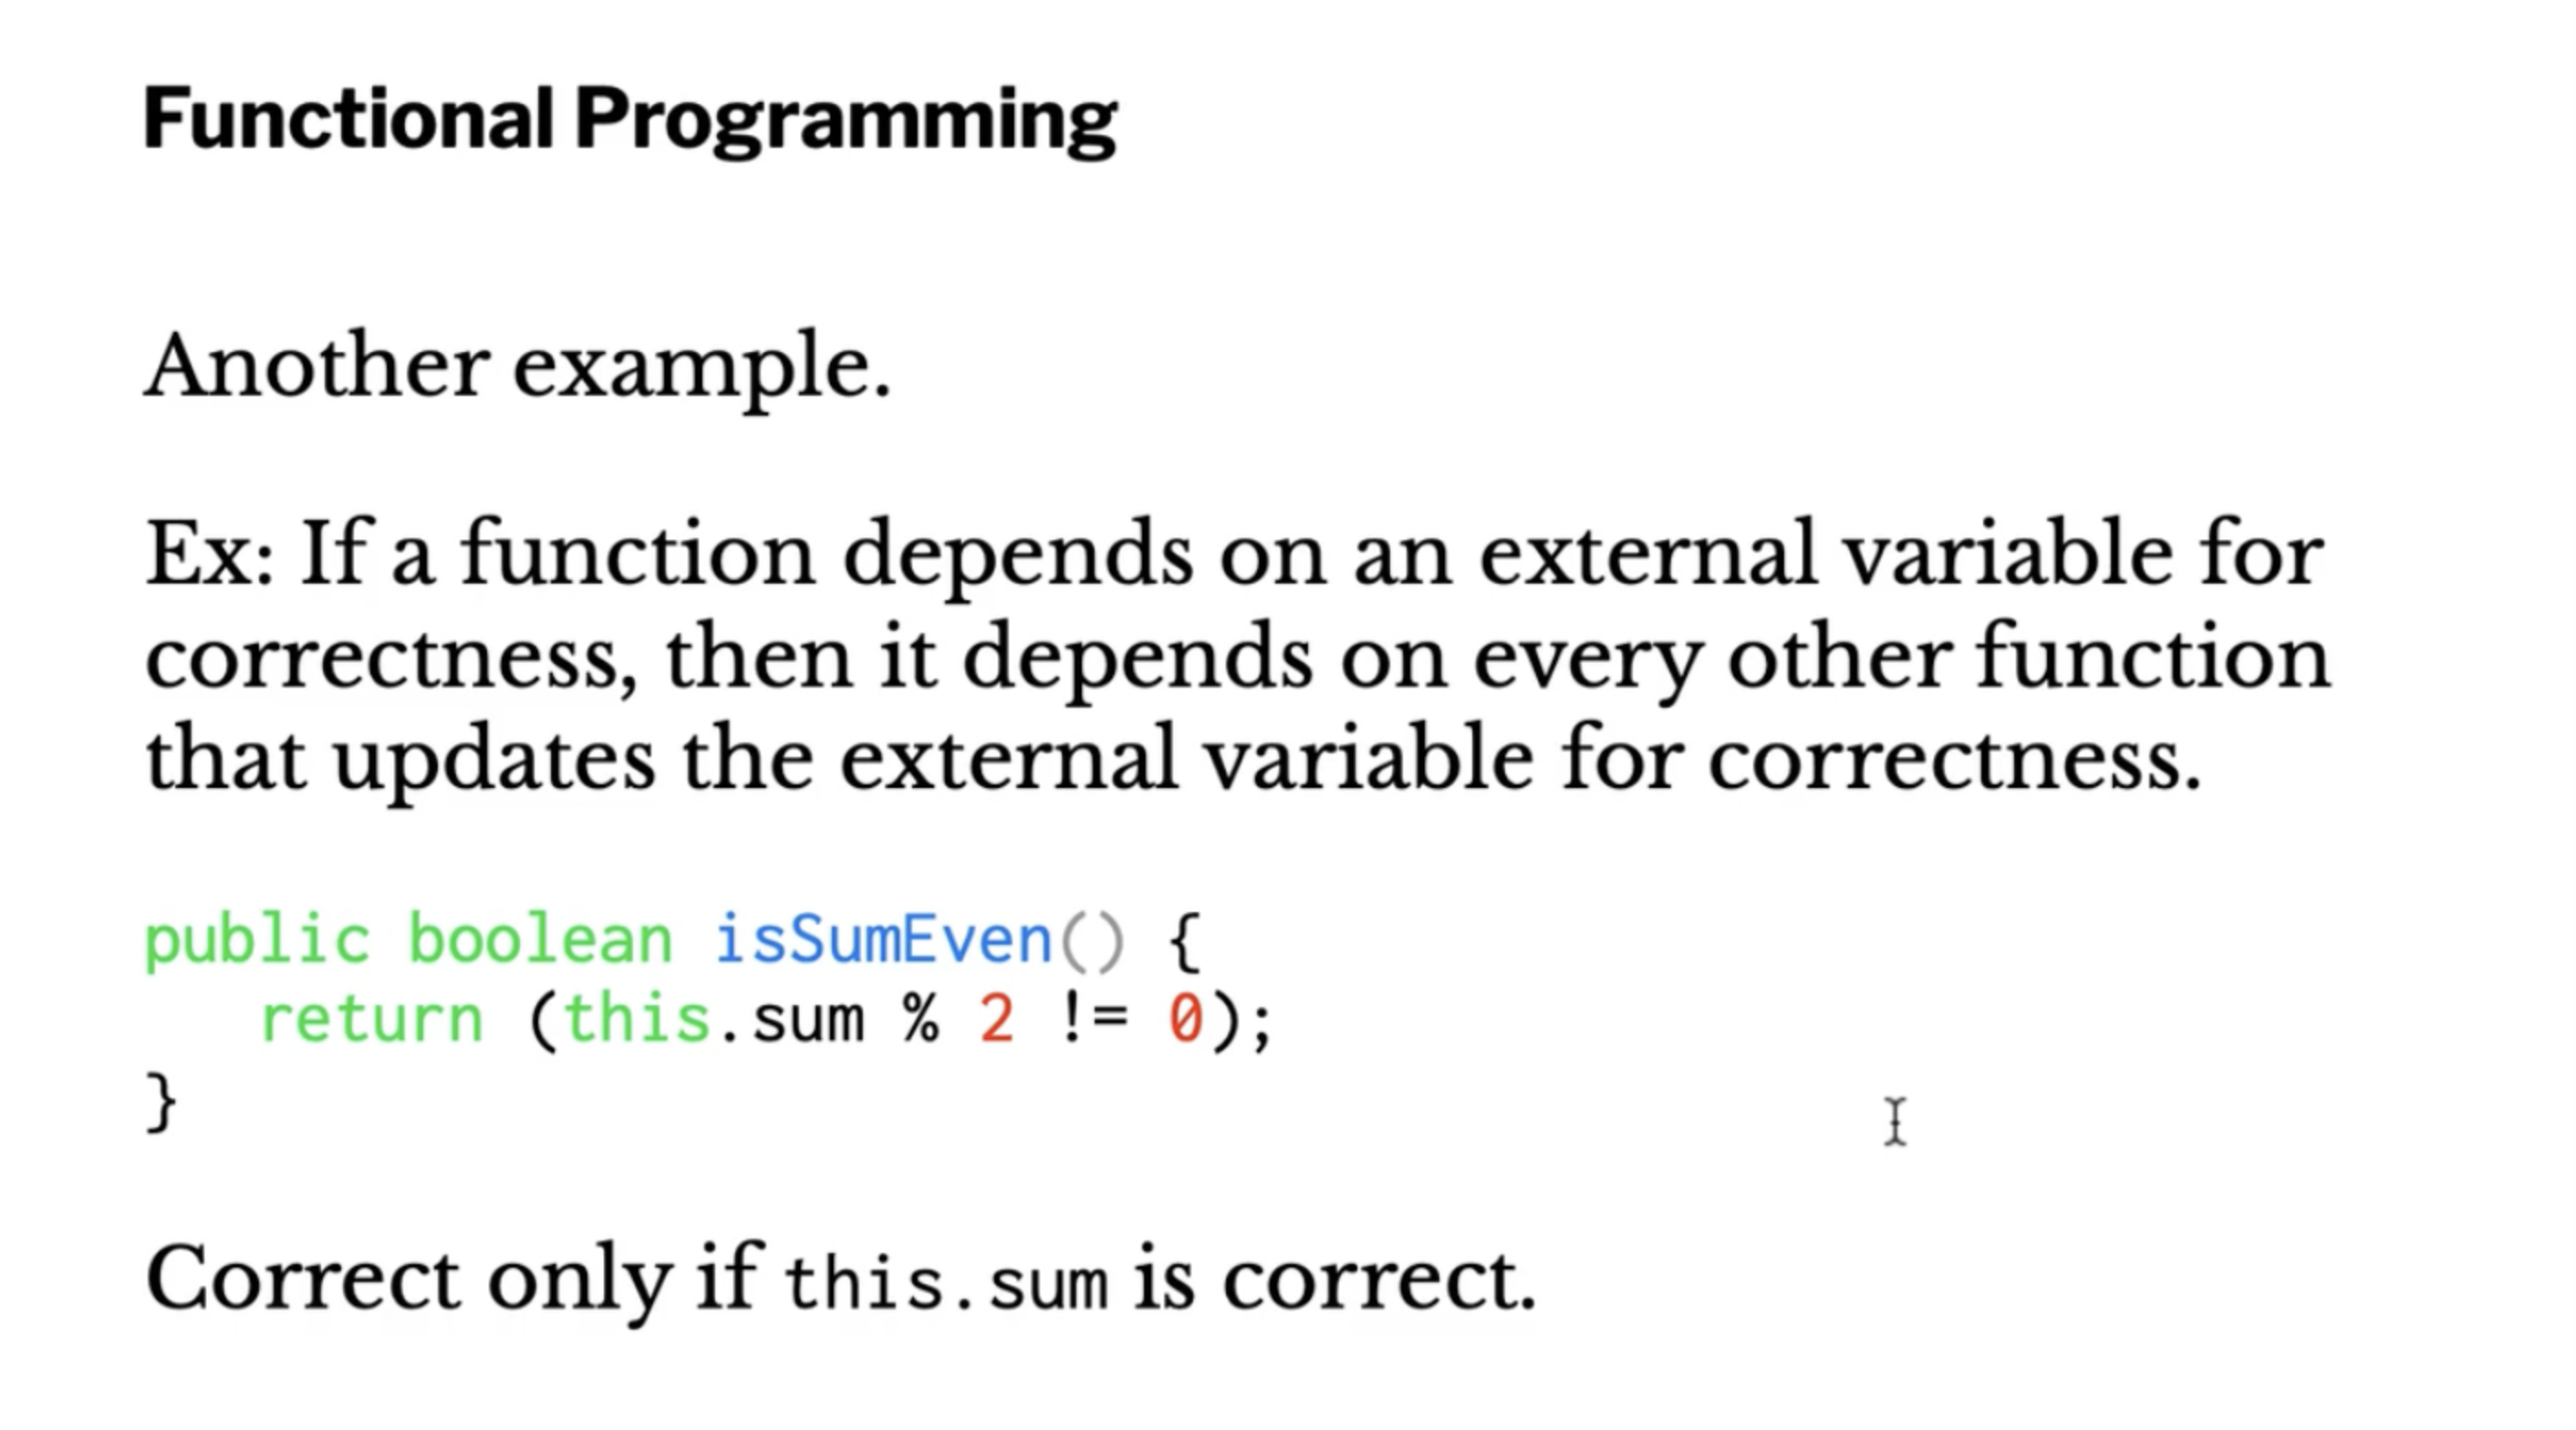 Functional Programming
Another example.
Ex: If a function depends on an external variable for
correctness, then it depends on every other function
that updates the external variable for correctness.
public boolean isSumEven() {
return (this.sum % 2 != 0);
}
Correct only if this.sum is correct.